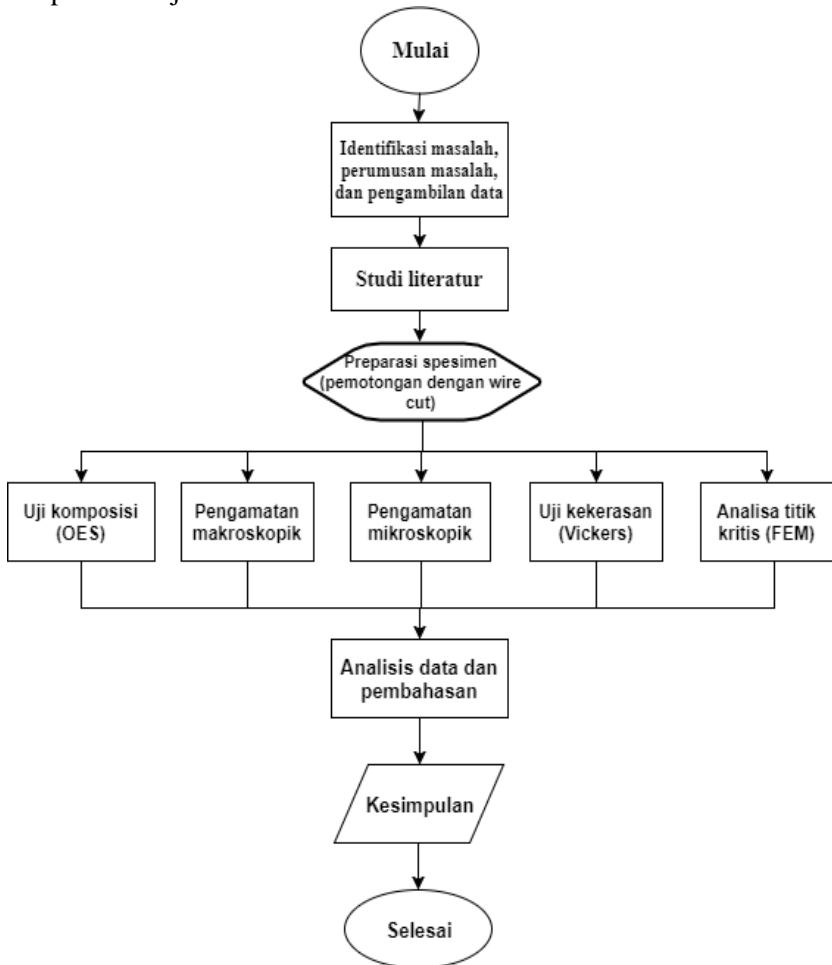 Mulai
Identifikasi masalah,
perumusan masalah,
dan pengambilan data
Studi literatur
Preparasi spesimen
(pemotongan dengan wire
cut)
Uji komposisi
(OES)
Pengamatan
makroskopik
Pengamatan
mikroskopik
Uji kekerasan
(Vickers)
Analisa titik
kritis (FEM)
Analisis data dan
pembahasan
Kesimpulan
Selesai